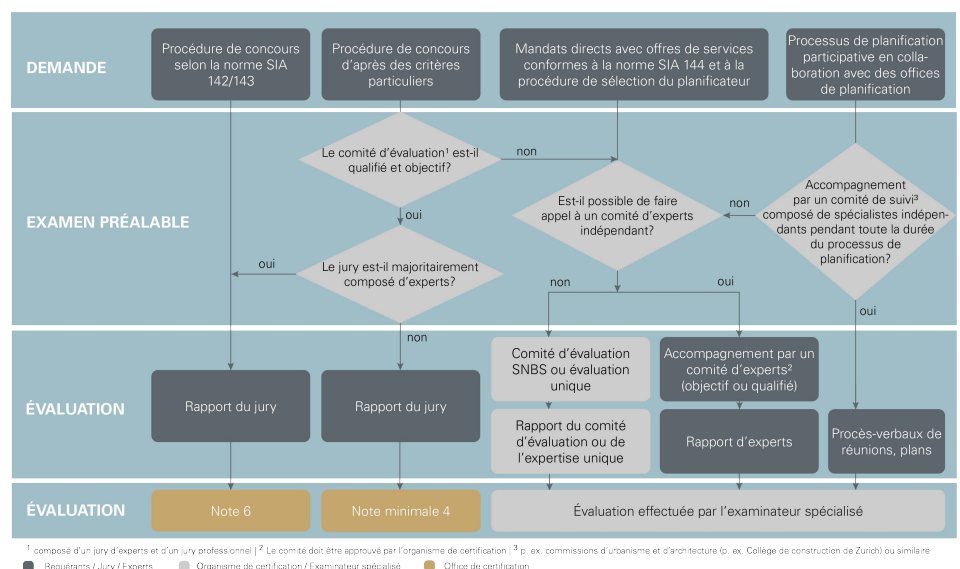 DEMANDE
Procédure de concours
selon la norme SIA
142/143
Procédure de concours
d'après des critères
particuliers
Mandats directs avec offres de services
conformes à la norme SIA 144 et à la
procédure de sélection du planificateur
Processus de planification
participative en colla-
boration avec des offices
de planification
EXAMEN PRÉALABLE
Le comité d'évaluation¹ est-il
qualifié et objectif?
non
oui
Le jury est-il majoritairement
composé d'experts?
oui
non
Est-il possible de faire
appel à un comité d'experts
indépendant?
non
oui
non
Accompagnement
par un comité de suivi³
composé de spécialistes indépen-
dants pendant toute la durée
du processus de
planification?
oui
ÉVALUATION
Rapport du jury
Rapport du jury
Comité d'évaluation
SNBS ou évaluation
unique
Rapport du comité
d'évaluation ou de
l'expertise unique
Accompagnement par un
comité d'experts²
(objectif ou qualifié)
Rapport d'experts
Procès-verbaux de
réunions, plans
ÉVALUATION
Note 6
Note minimale 4
Évaluation effectuée par l'examinateur spécialisé
¹ composé d'un jury d'experts et d'un jury professionnel | ² Le comité doit être approuvé par l'organisme de certification | ³ p. ex. commissions d'urbanisme et d'architecture (p. ex. Collège de construction de Zurich) ou similaire
Requérants / Jury / Experts
Organisme de certification / Examinateur spécialisé
Office de certification